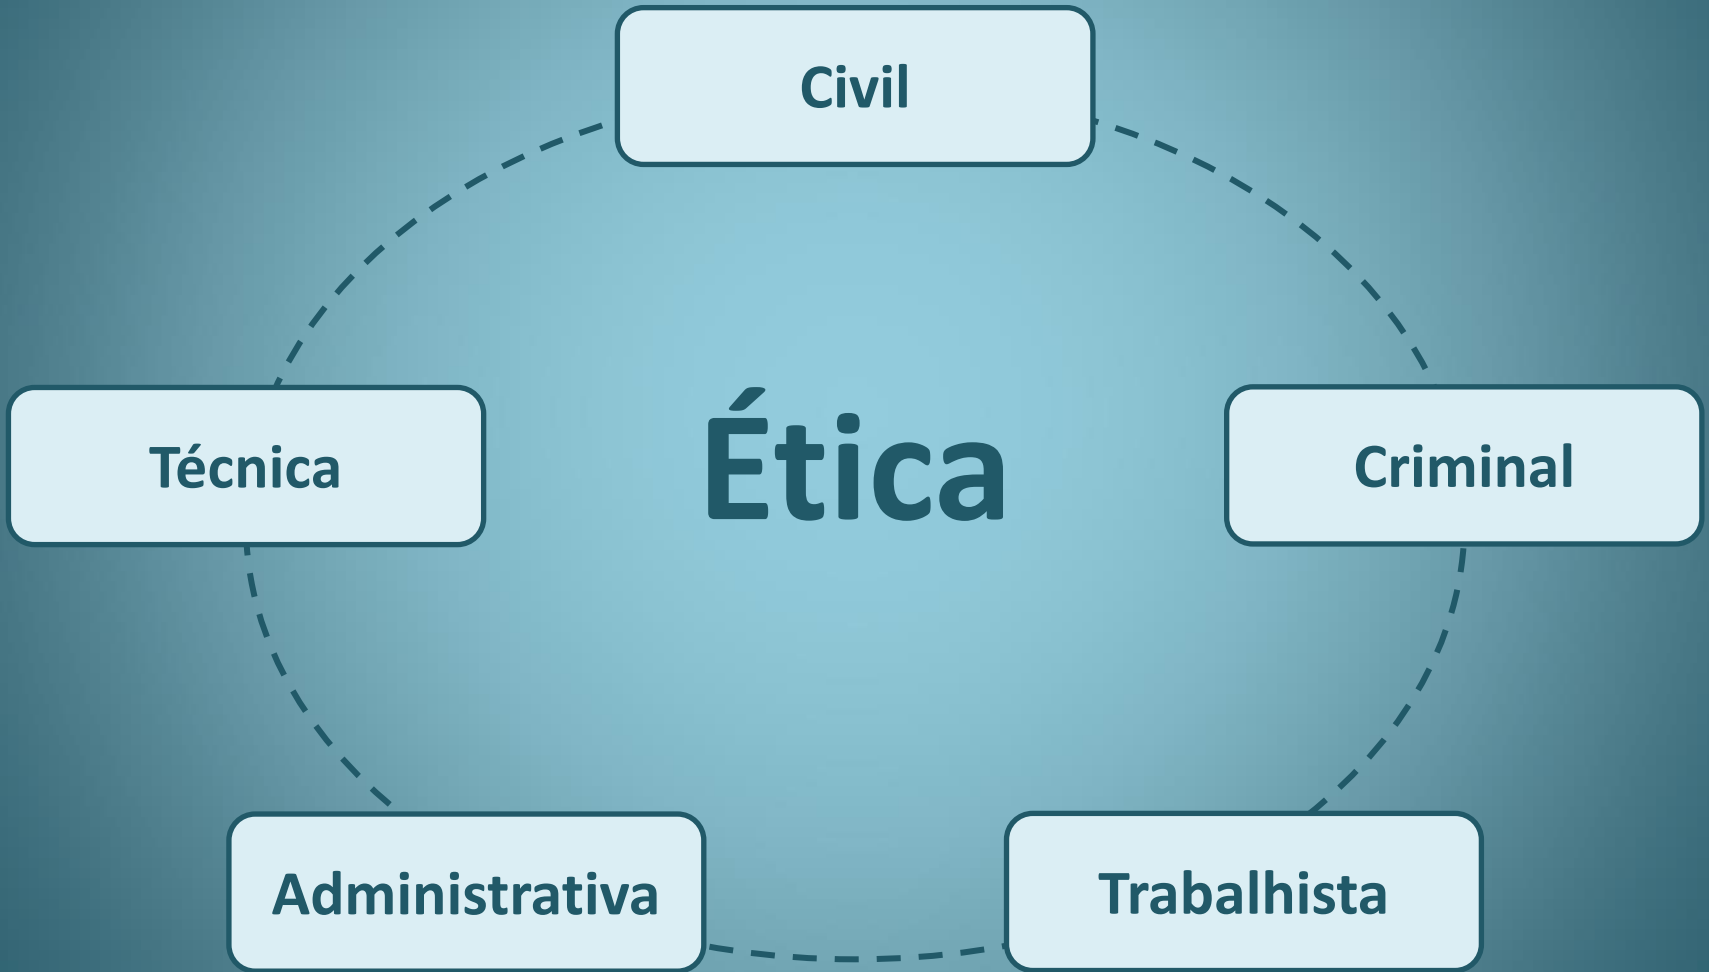 Civil
Técnica
Ética
Criminal
Administrativa
Trabalhista